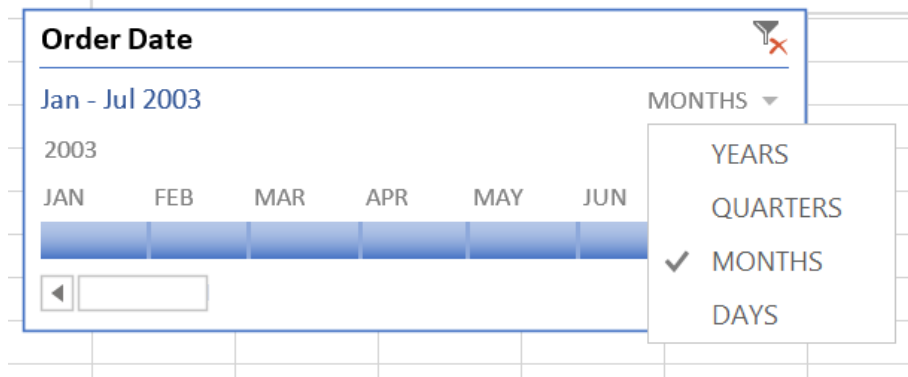 Order Date
Jan - Jul 2003
MONTHS
2003
JAN FEB MAR APR MAY JUN
YEARS
QUARTERS
MONTHS
DAYS